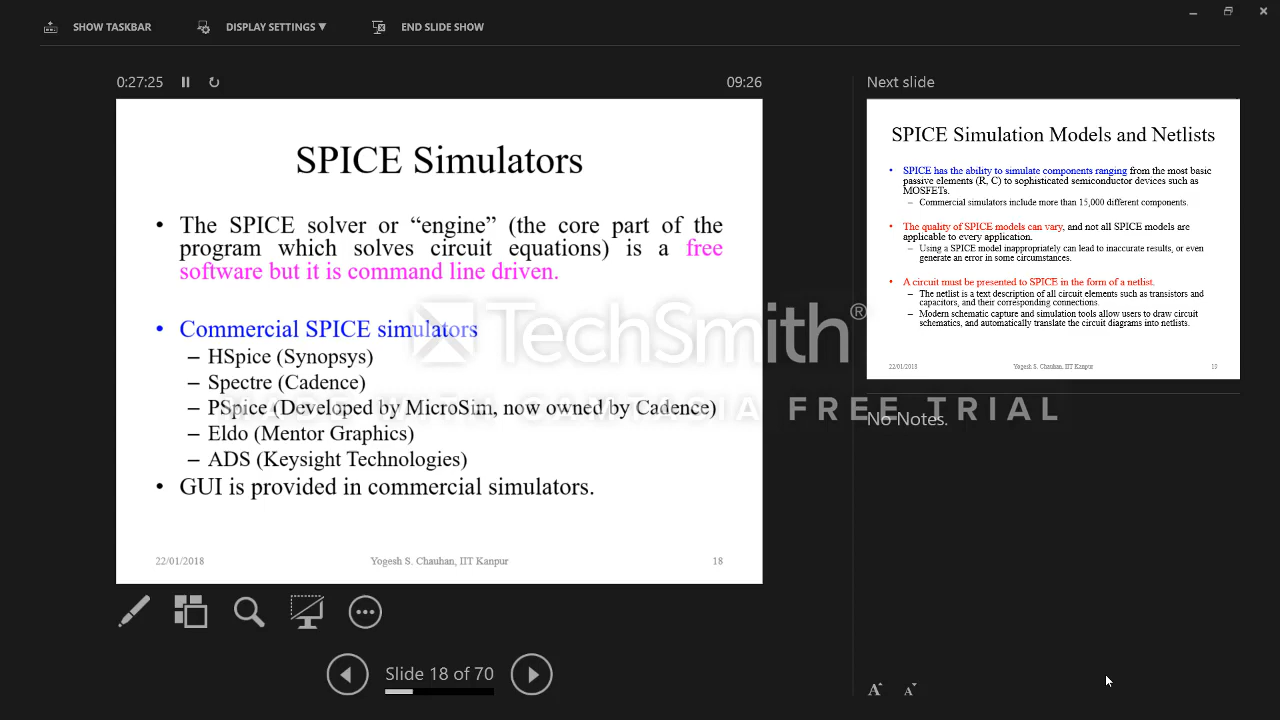 SHOW TASKBAR
DISPLAY SETTINGS ▼
END SLIDE SHOW
0:27:25
09:26
SPICE Simulators
• The SPICE solver or “engine” (the core part of the
program which solves circuit equations) is a free
software but it is command line driven.
• Commercial SPICE simulators
– HSpice (Synopsys)
– Spectre (Cadence)
– PSpice (Developed by MicroSim, now owned by Cadence)
– Eldo (Mentor Graphics)
– ADS (Keysight Technologies)
• GUI is provided in commercial simulators.
22/01/2018
Yogesh S. Chauhan, IIT Kanpur
18
Next slide
SPICE Simulation Models and Netlists
• SPICE has the ability to simulate components ranging from the most basic
passive elements (R, C) to sophisticated semiconductor devices such as
MOSFETs.
– Commercial simulators include more than 15,000 different components.
• The quality of SPICE models can vary, and not all SPICE models are
applicable to every application.
– Using a SPICE model inappropriately can lead to inaccurate results, or even
generate an error in some circumstances.
• A circuit must be presented to SPICE in the form of a netlist.
– The netlist is a text description of all circuit elements such as transistors and
capacitors, and their corresponding connections.
– Modern schematic capture and simulation tools allow users to draw circuit
schematics, and automatically translate the circuit diagrams into netlists.
22/01/2018
Yogesh S. Chauhan, IIT Kanpur
No Notes.
TechSmith®
MADE WITH CAMTASIA FREE TRIAL
Slide 18 of 70
A A